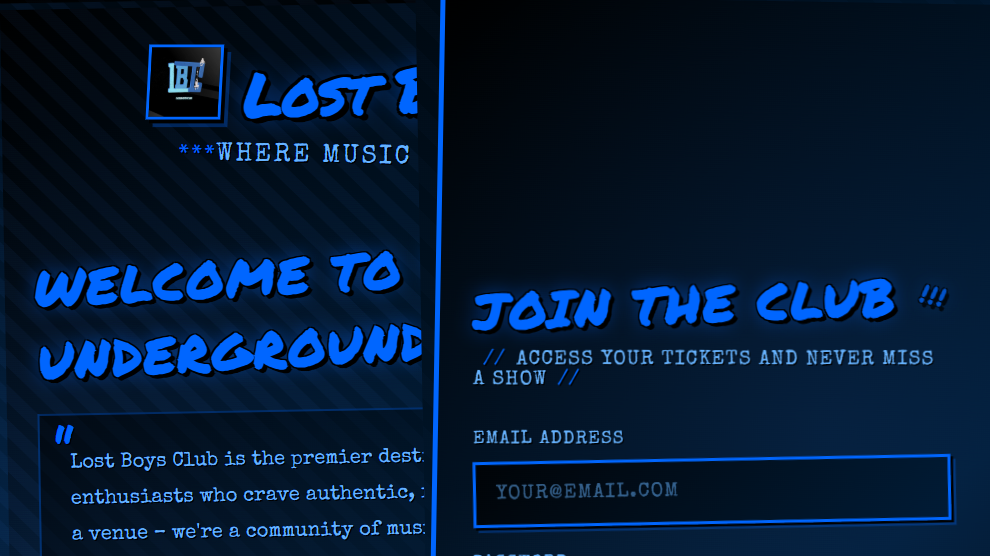 LBC
LOST B
***WHERE MUSIC
WELCOME TO
UNDERGROUND
"
Lost Boys Club is the premier dest
enthusiasts who crave authentic,
a venue – we're a community of mus
JOIN THE CLUB !!!
// ACCESS YOUR TICKETS AND NEVER MISS
A SHOW //
EMAIL ADDRESS
YOUR@EMAIL.COM